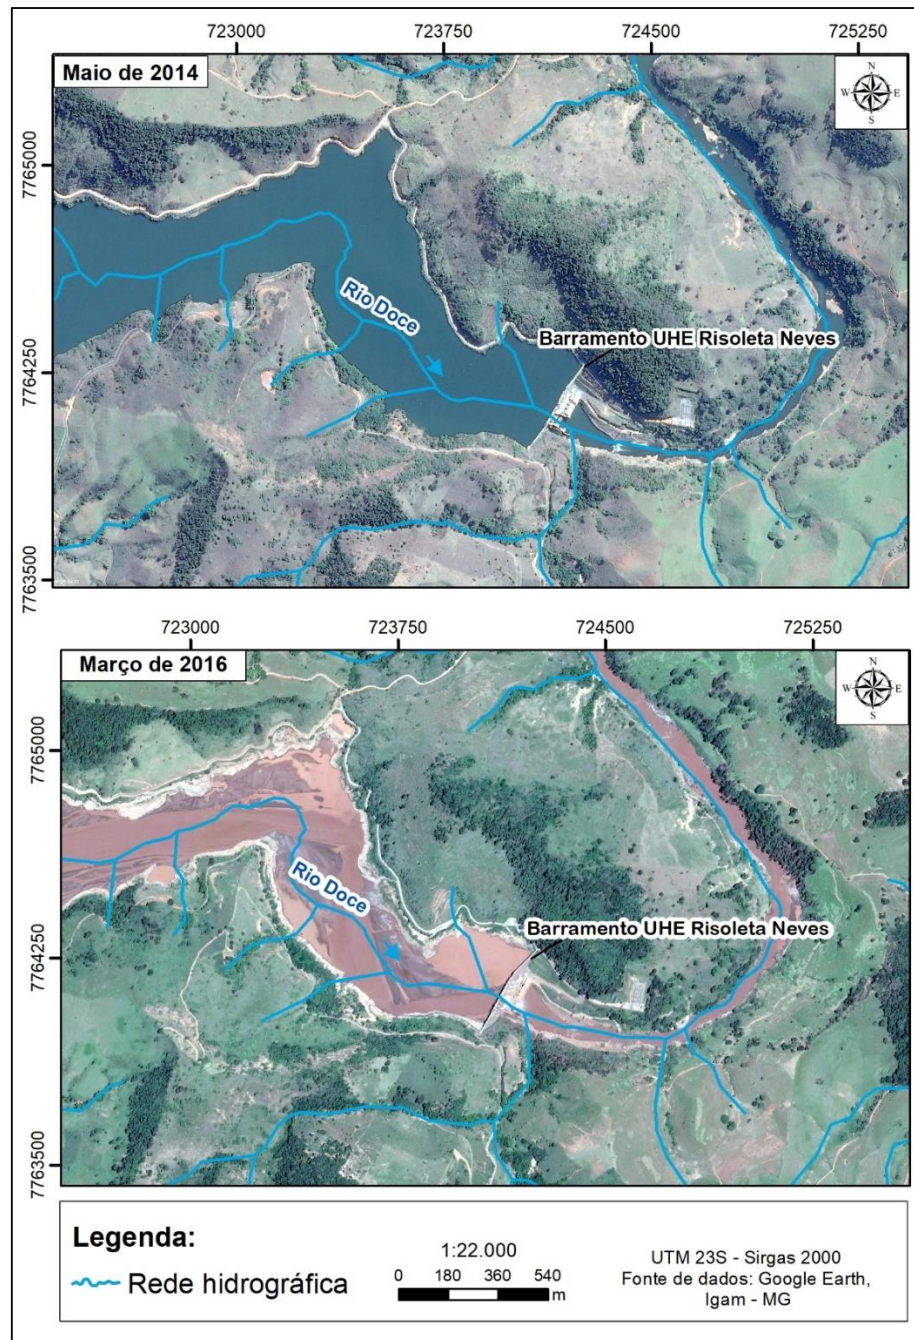 723000 723750 724500 725250
Maio de 2014
N
W E
S
7765000
Rio Doce
Barramento UHE Risoleta Neves
7764250
7763500
723000 723750 724500 725250
Março de 2016
N
W E
S
7765000
Rio Doce
Barramento UHE Risoleta Neves
7764250
7763500
Legenda:
Rede hidrográfica
1:22.000
0 180 360 540
m
UTM 23S - Sirgas 2000
Fonte de dados: Google Earth,
Igam - MG